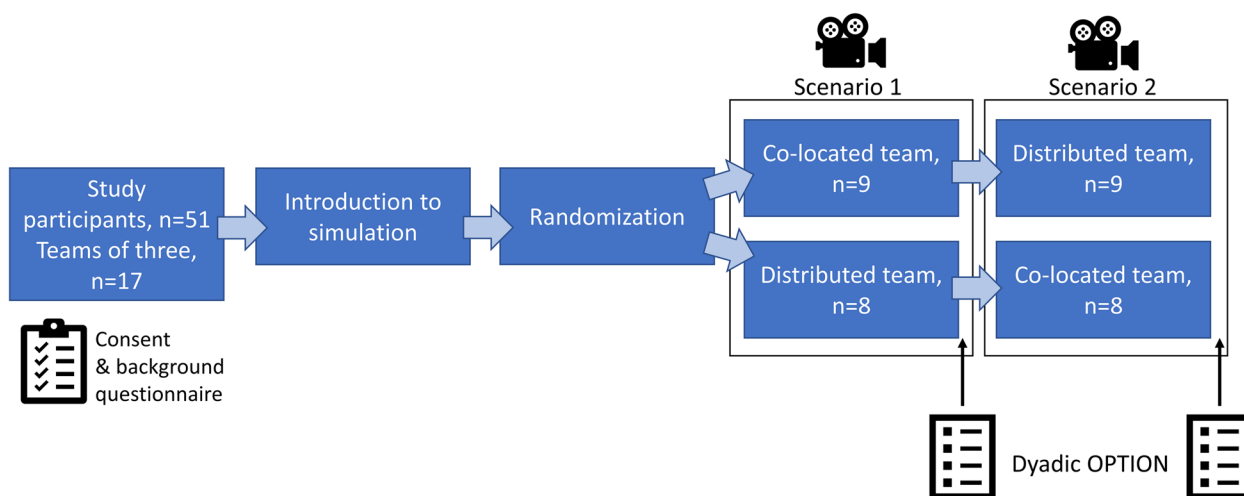 Study
participants, n=51
Teams of three,
n=17
Consent
& background
questionnaire
Introduction to
simulation
Randomization
Scenario 1
Co-located team,
n=9
Distributed team,
n=8
Scenario 2
Distributed team,
n=9
Co-located team,
n=8
Dyadic OPTION